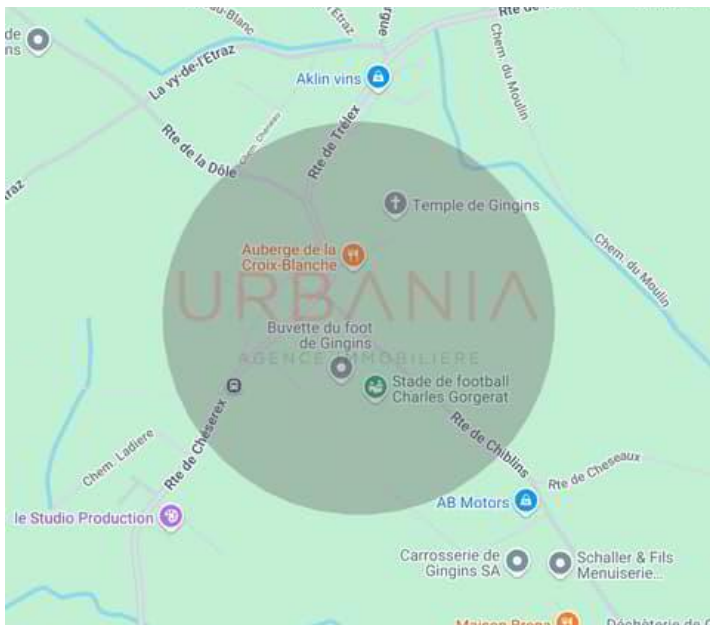 Rte de
Chem. du Moulin
Aklin vins
La vy-de-l'Etraz
Rte de la Dôle
Rte de Trélex
Temple de Gingins
Auberge de la
Croix-Blanche
URBANIA
AGENCE IMMOBILIERE
Buvette du foot
de Gingins
Stade de football
Charles Gorgerat
Chem. du Moulin
Rte de Chéserex
Rte de Chiblins
Chem. Ladiere
Rte de Cheseaux
le Studio Production
AB Motors
Carrosserie de
Gingins SA
Schaller & Fils
Menuiserie...